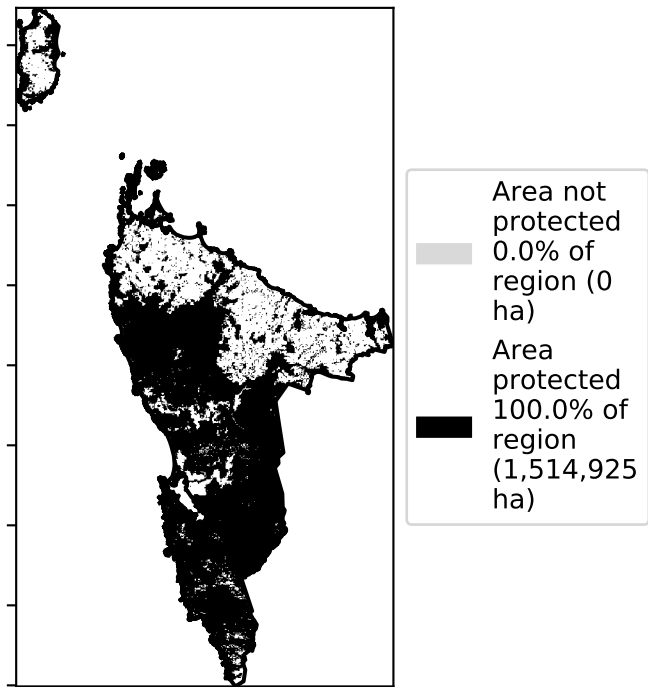 Area not
protected
0.0% of
region (0
ha)
Area
protected
100.0% of
region
(1,514,925
ha)